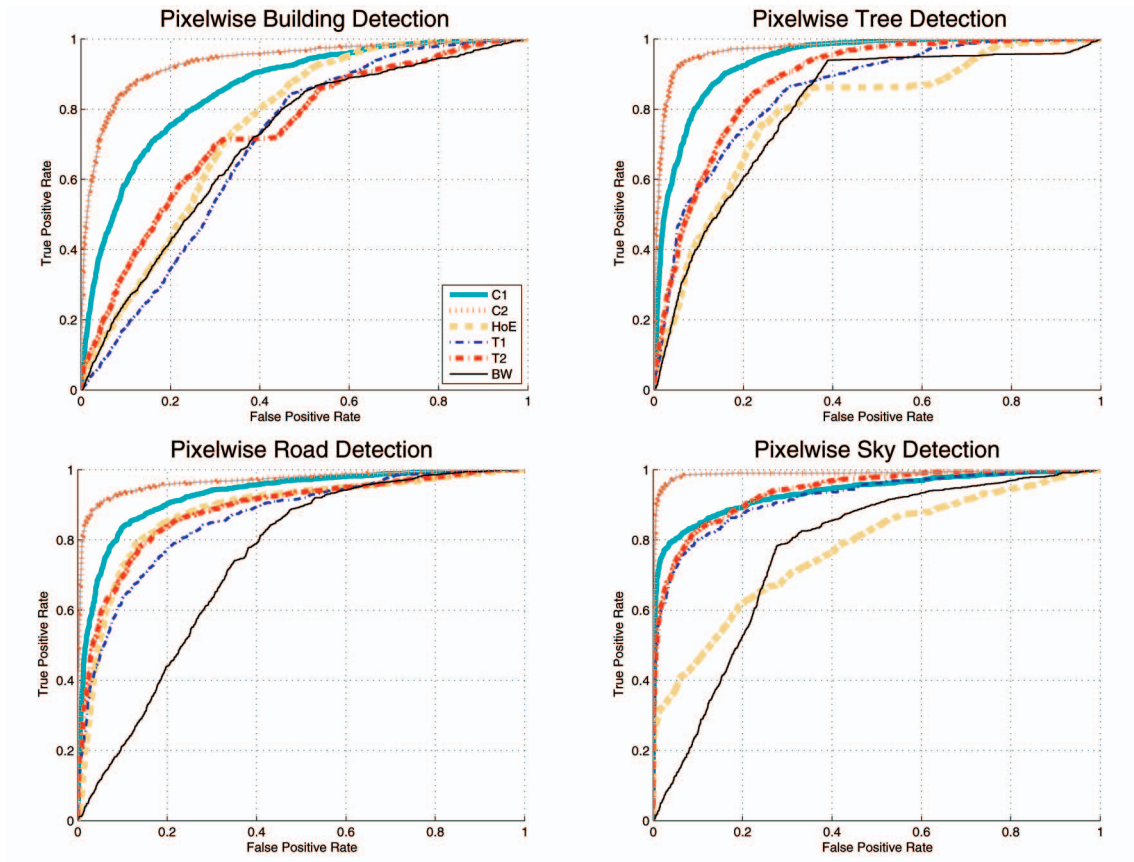 Pixelwise Building Detection
True Positive Rate
1
0.8
0.6
0.4
0.2
0
0 0.2 0.4 0.6 0.8 1
False Positive Rate
C1
C2
HoE
T1
T2
BW
Pixelwise Tree Detection
True Positive Rate
1
0.8
0.6
0.4
0.2
0
0 0.2 0.4 0.6 0.8 1
False Positive Rate
Pixelwise Road Detection
True Positive Rate
1
0.8
0.6
0.4
0.2
0
0 0.2 0.4 0.6 0.8 1
False Positive Rate
Pixelwise Sky Detection
True Positive Rate
1
0.8
0.6
0.4
0.2
0
0 0.2 0.4 0.6 0.8 1
False Positive Rate